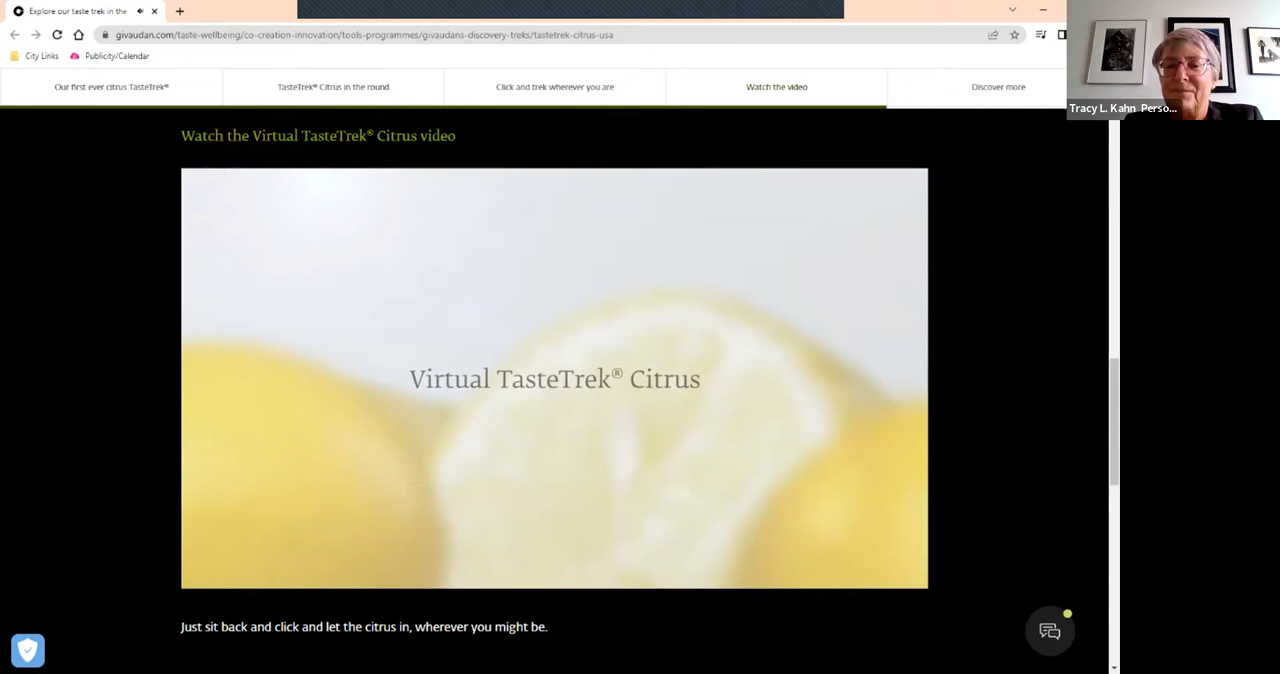 Explore our taste trek in the
givaudan.com/taste-wellbeing/co-creation-innovation/tools-programmes/givaudans-discovery-treks/tastetrek-citrus-usa
City Links
Publicity/Calendar
Our first ever citrus TasteTrek®
TasteTrek® Citrus in the round
Click and trek wherever you are
Watch the video
Discover more
Tracy L. Kahn Perso...
Watch the Virtual TasteTrek® Citrus video
Virtual TasteTrek® Citrus
Just sit back and click and let the citrus in, wherever you might be.